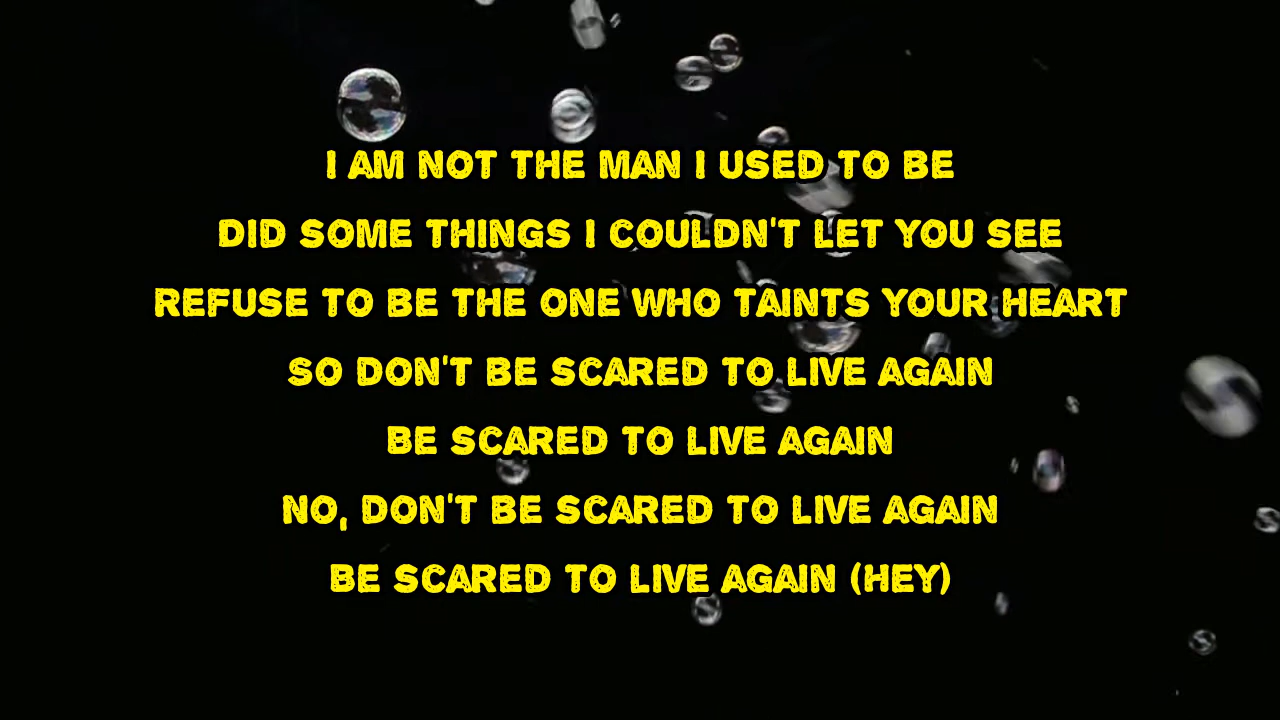 I AM NOT THE MAN I USED TO BE
DID SOME THINGS I COULDN'T LET YOU SEE
REFUSE TO BE THE ONE WHO TAINTS YOUR HEART
SO DON'T BE SCARED TO LIVE AGAIN
BE SCARED TO LIVE AGAIN
NO, DON'T BE SCARED TO LIVE AGAIN
BE SCARED TO LIVE AGAIN (HEY)